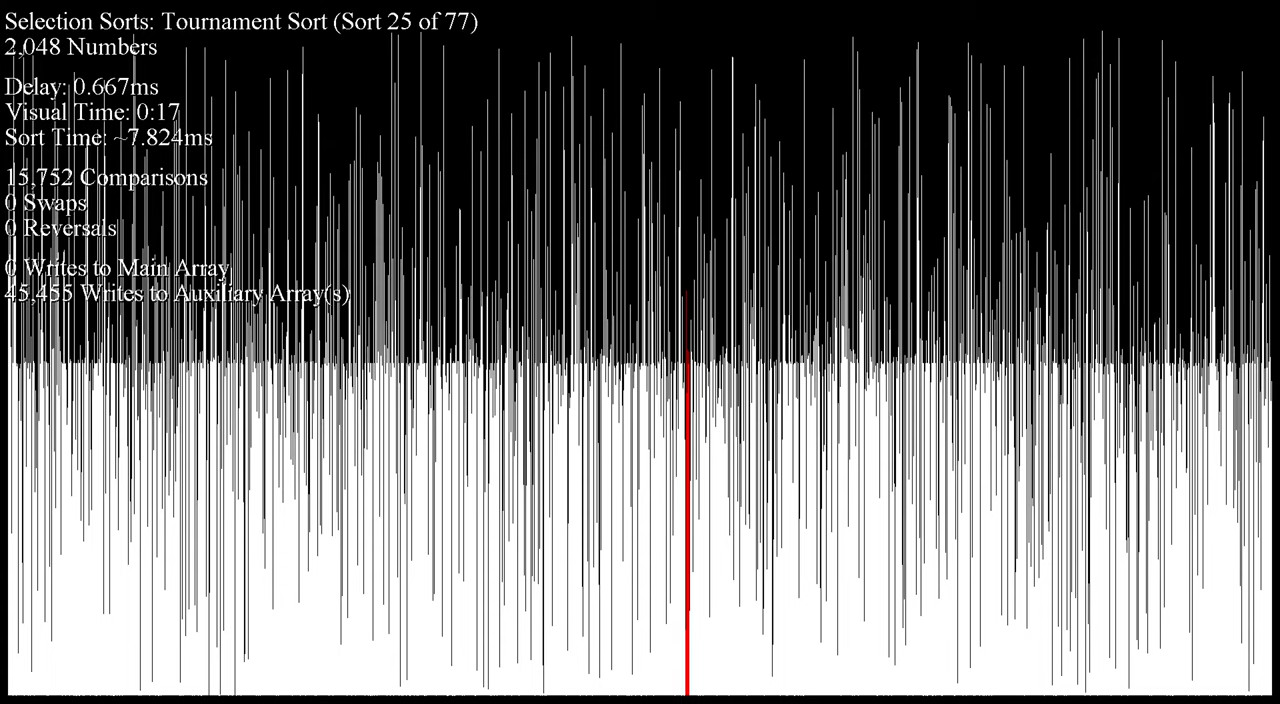 Selection Sorts: Tournament Sort (Sort 25 of 77)
2,048 Numbers
Delay: 0.667ms
Visual Time: 0:17
Sort Time: ~7.824ms
15,752 Comparisons
0 Swaps
0 Reversals
0 Writes to Main Array
45,455 Writes to Auxiliary Array(s)